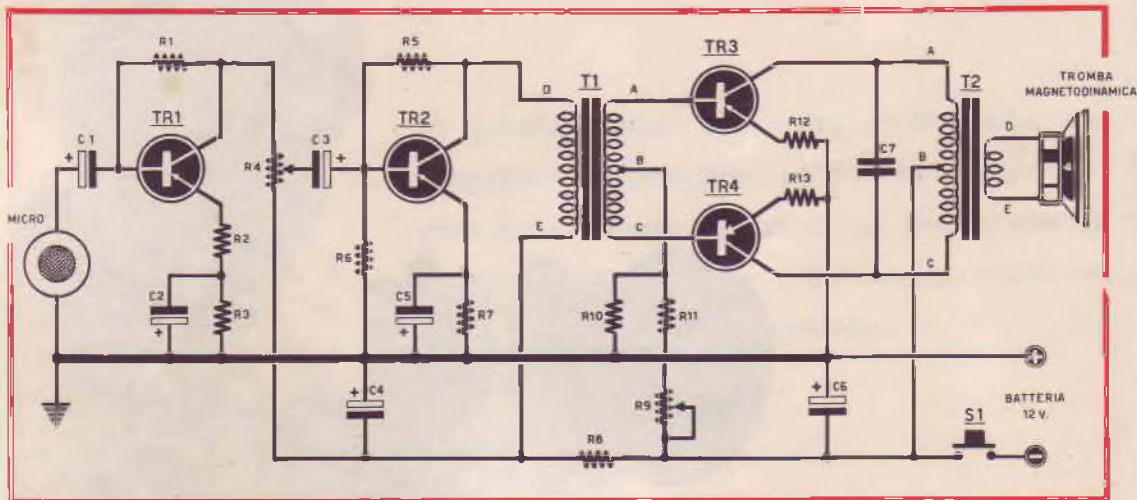 R1
R5
TR3
A
D
T1
A
T2
TROMBA
MAGNETODINAMICA
TR1
TR2
R12
C1
+
R4
C3
+
B
C7
B
D
TR4
R13
MICRO
E
C
E
R2
R6
C
C2
+
R3
C5
+
R7
R10
R11
+
+
C4
R9
+
C6
S1
BATTERIA
12 V.
R8
-